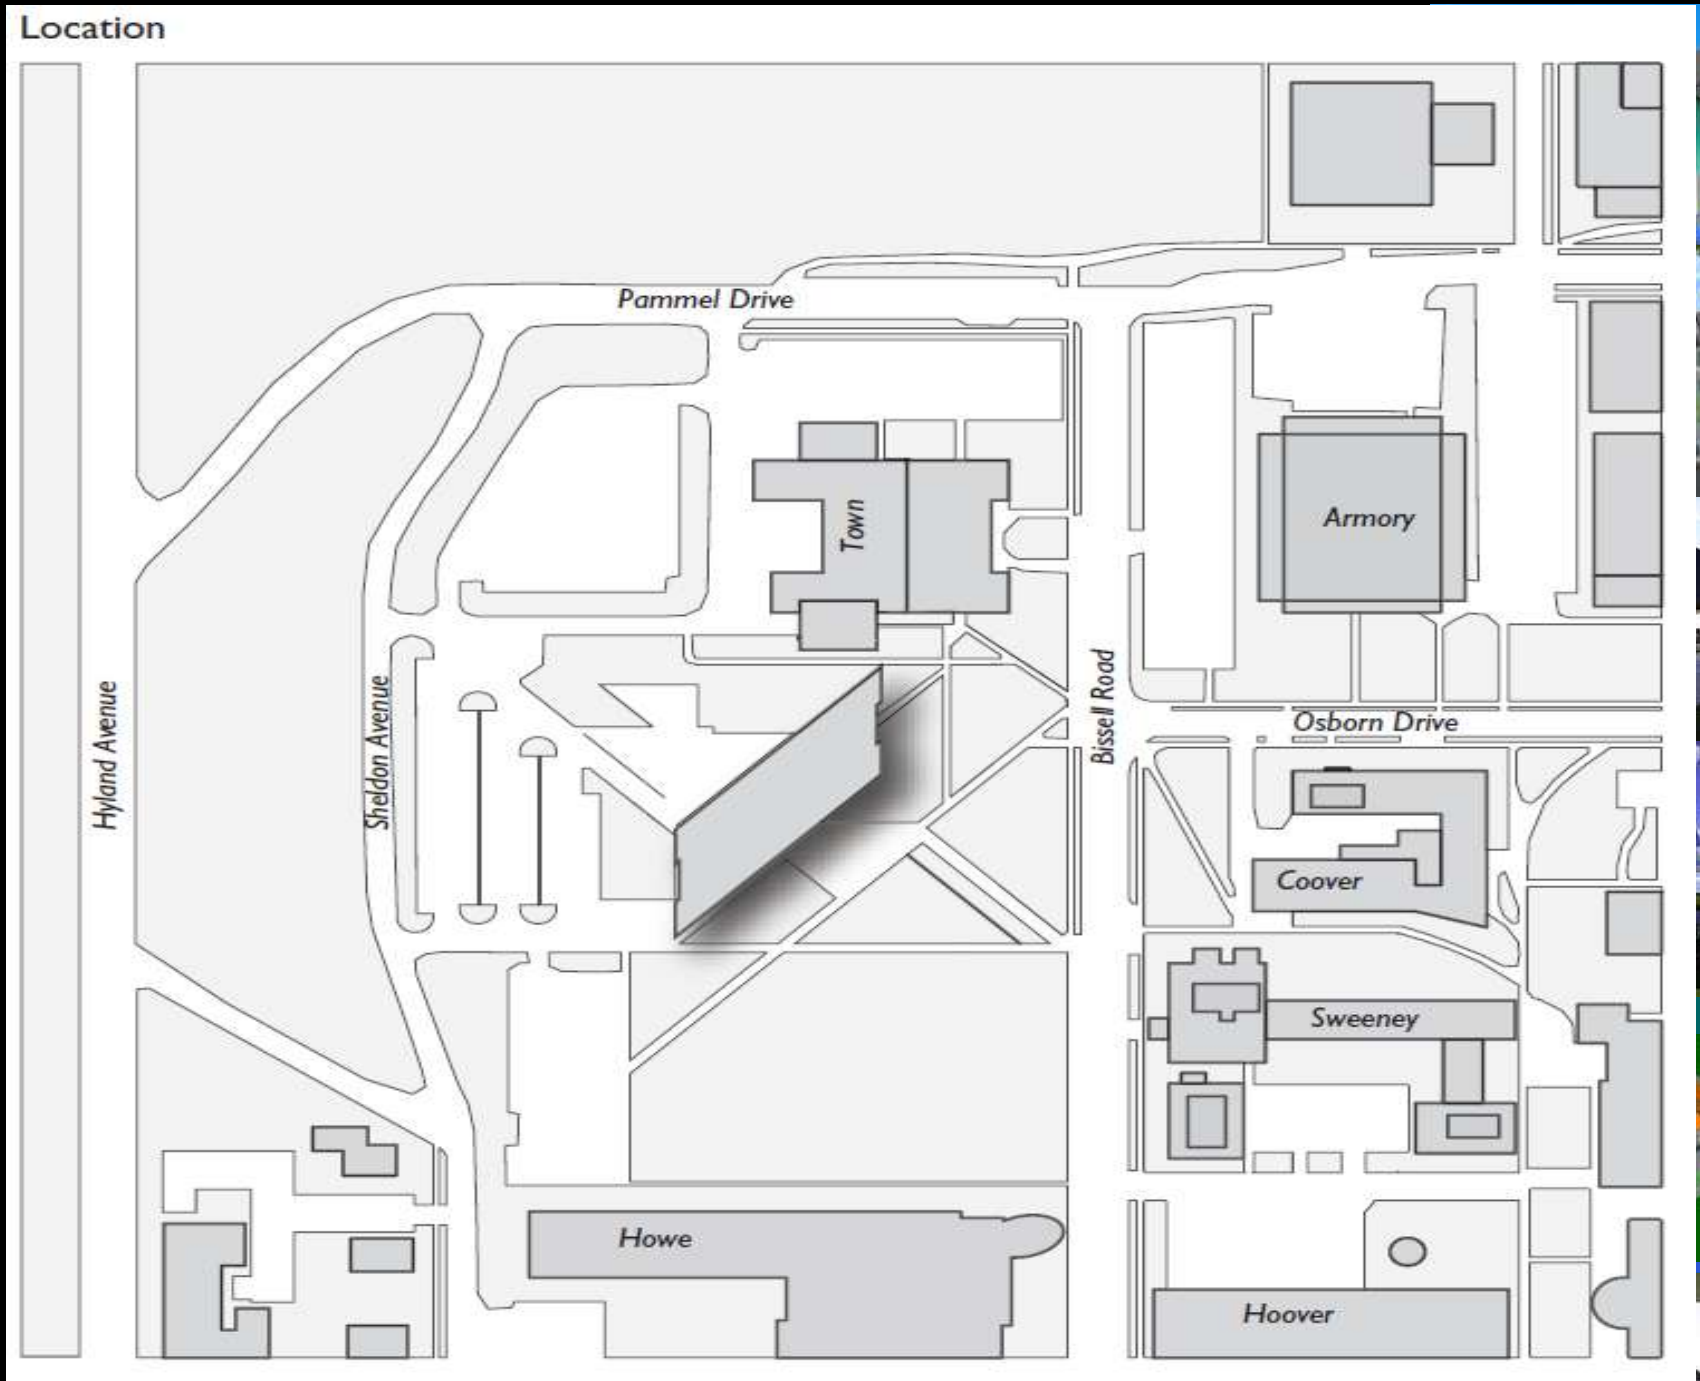 Location
Pammel Drive
Town
Armory
Hyland Avenue
Sheldon Avenue
Bissell Road
Osborn Drive
Coover
Sweeney
Howe
Hoover